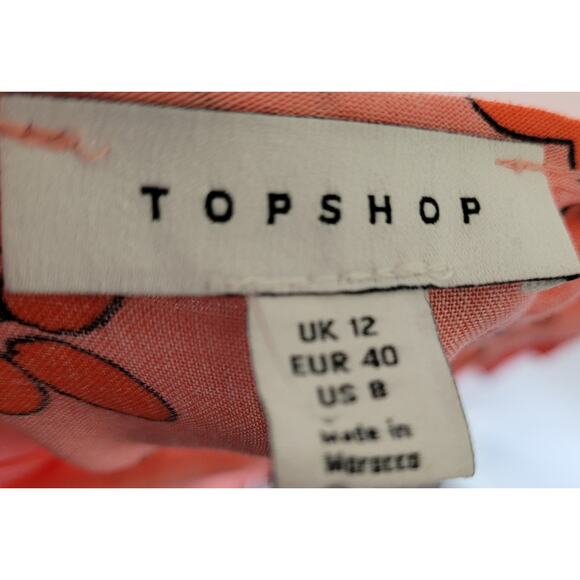 TOPSHOP
UK 12
EUR 40
US 8
Made in
Morocco